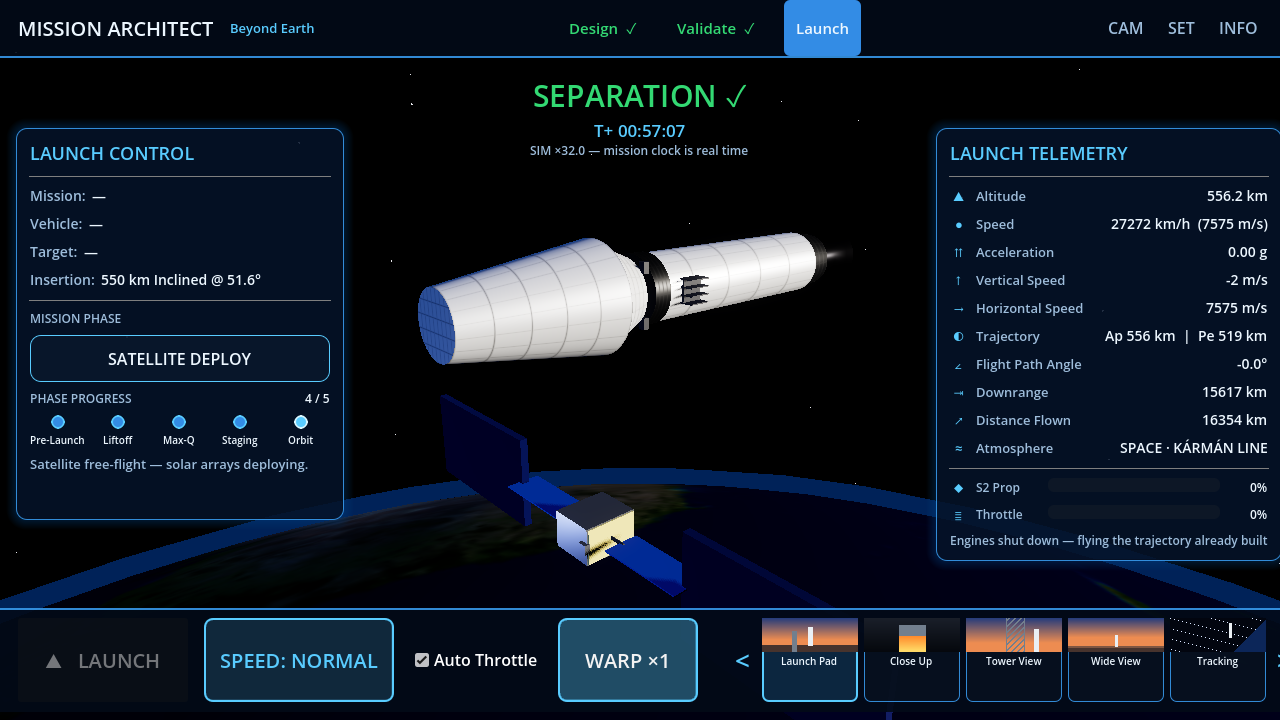 MISSION ARCHITECT Beyond Earth Design ✓ Validate ✓ Launch CAM SET INFO
SEPARATION ✓
T+ 00:57:07
SIM ×32.0 — mission clock is real time
LAUNCH CONTROL
Mission: —
Vehicle: —
Target: —
Insertion: 550 km Inclined @ 51.6°
MISSION PHASE
SATELLITE DEPLOY
PHASE PROGRESS 4 / 5
Pre-Launch Liftoff Max-Q Staging Orbit
Satellite free-flight — solar arrays deploying.
LAUNCH TELEMETRY
Altitude 556.2 km
Speed 27272 km/h (7575 m/s)
Acceleration 0.00 g
Vertical Speed -2 m/s
Horizontal Speed 7575 m/s
Trajectory Ap 556 km | Pe 519 km
Flight Path Angle -0.0°
Downrange 15617 km
Distance Flown 16354 km
Atmosphere SPACE · KÁRMÁN LINE
S2 Prop 0%
Throttle 0%
Engines shut down — flying the trajectory already built
▲ LAUNCH
SPEED: NORMAL
Auto Throttle
WARP ×1
<
Launch Pad Close Up Tower View Wide View Tracking